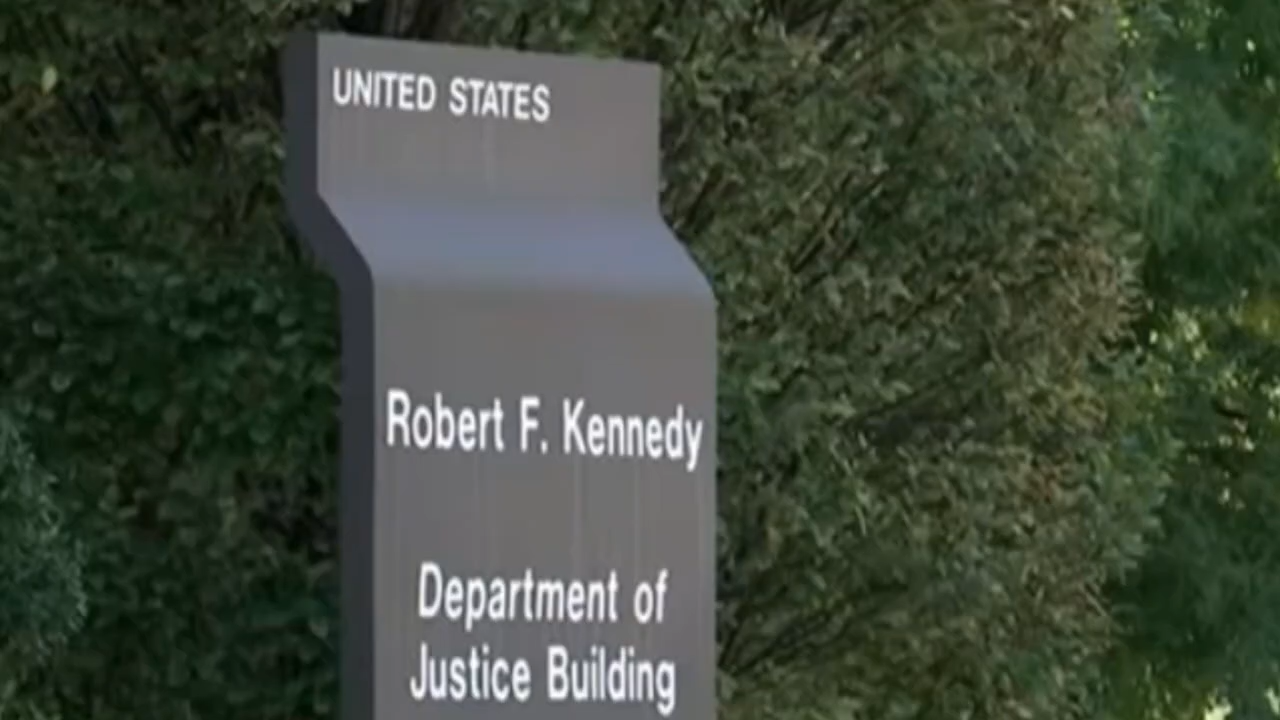 UNITED STATES
Robert F. Kennedy
Department of
Justice Building